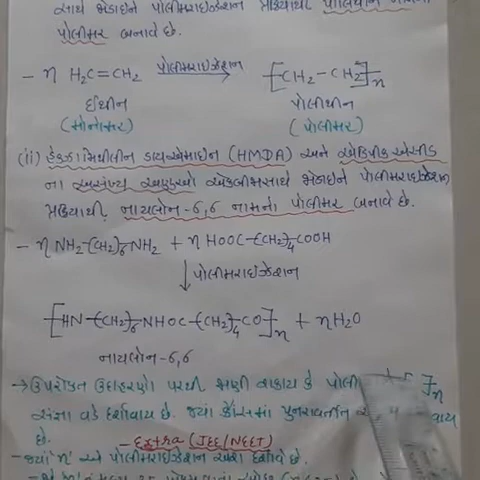 સાથે જોડાઈને પોલીમરાઈઝેશન પ્રક્રિયાથી પોલિથીન નામનો
પોલીમર બનાવે છે.
- n H₂C=CH₂ પોલીમરાઈઝેશન → [CH₂-CH₂]n
ઈથીન પોલીથીન
(મોનોમર) (પોલીમર)
(ii) હેક્ઝામિથીલીન ડાયએમાઈન (HMDA) અને એડિપીક એસીડ
ના અસંખ્ય અણુઓ એકબીજાસાથે જોડાઈને પોલીમરાઈઝેશન
પ્રક્રિયાથી, નાયલોન-6,6 નામનો પોલીમર બનાવે છે.
- n NH₂-(CH₂)₆-NH₂ + n HOOC-(CH₂)₄-COOH
↓ પોલીમરાઈઝેશન
[HN-(CH₂)₆-NHOC-(CH₂)₄-CO]n + nH₂O
નાયલોન-6,6
→ ઉપરોક્ત ઉદાહરણો પરથી જાણી શકાય કે ]n
સંજ્ઞા વડે દર્શાવાય છે. જ્યાં કૌંસમાં પુનરાવર્તન
છે. - Extra (JEE/NEET)
- જ્યાં 'n' એ પોલીમરાઈઝેશન અંશ દર્શાવે છે.